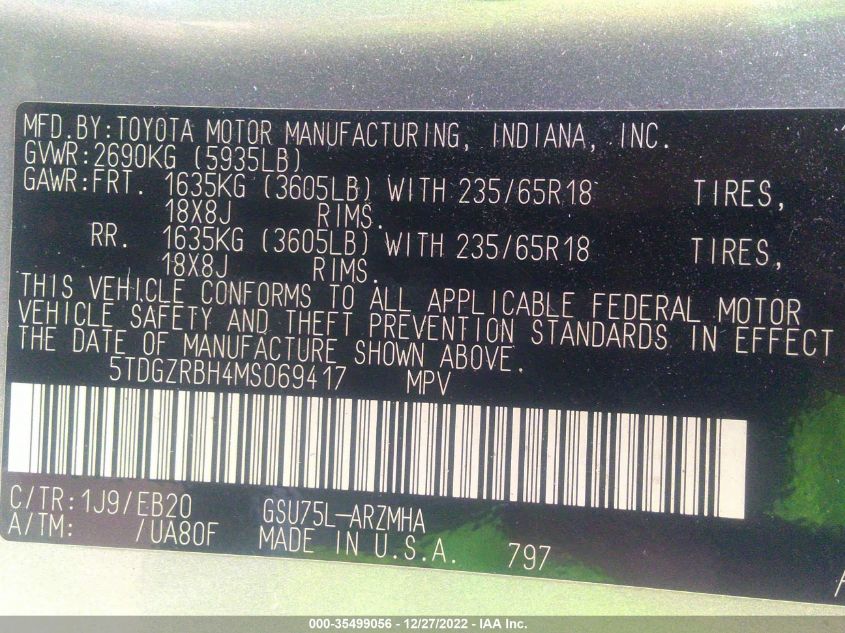 MFD.BY:TOYOTA MOTOR MANUFACTURING, INDIANA, INC.
GVWR:2690KG (5935LB)
GAWR:FRT. 1635KG (3605LB) WITH 235/65R18 TIRES,
18X8J RIMS.
RR. 1635KG (3605LB) WITH 235/65R18 TIRES,
18X8J RIMS.
THIS VEHICLE CONFORMS TO ALL APPLICABLE FEDERAL MOTOR
VEHICLE SAFETY AND THEFT PREVENTION STANDARDS IN EFFECT
THE DATE OF MANUFACTURE SHOWN ABOVE.
5TDGZRBH4MS069417 MPV
C/TR:1J9/EB20 GSU75L-ARZMHA
A/TM: /UA80F MADE IN U.S.A. 797
000-35499056 - 12/27/2022 - IAA Inc.